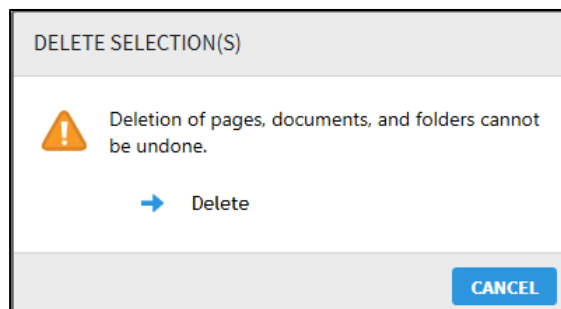 DELETE SELECTION(S)
Deletion of pages, documents, and folders cannot
be undone.
Delete
CANCEL